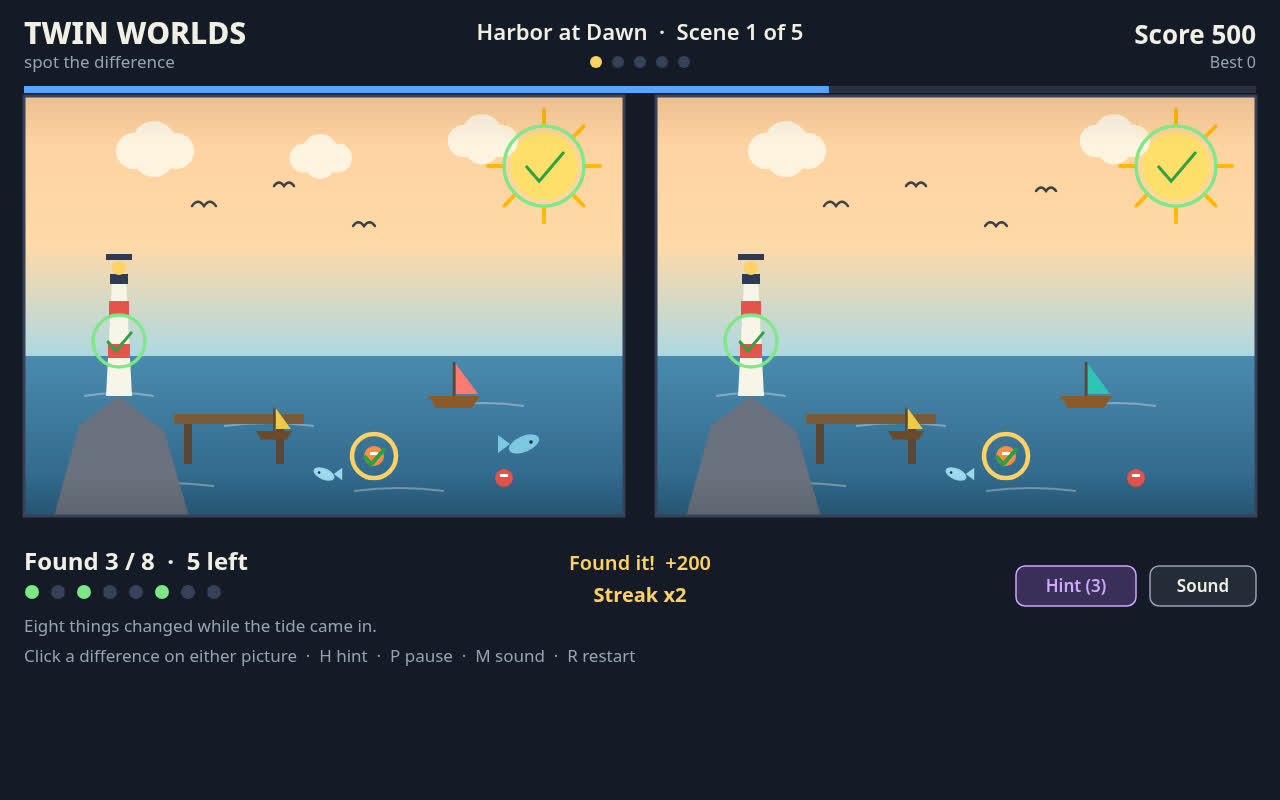 TWIN WORLDS
spot the difference
Harbor at Dawn · Scene 1 of 5
Score 500
Best 0
Found 3 / 8 · 5 left
Found it! +200
Streak x2
Hint (3)
Sound
Eight things changed while the tide came in.
Click a difference on either picture · H hint · P pause · M sound · R restart